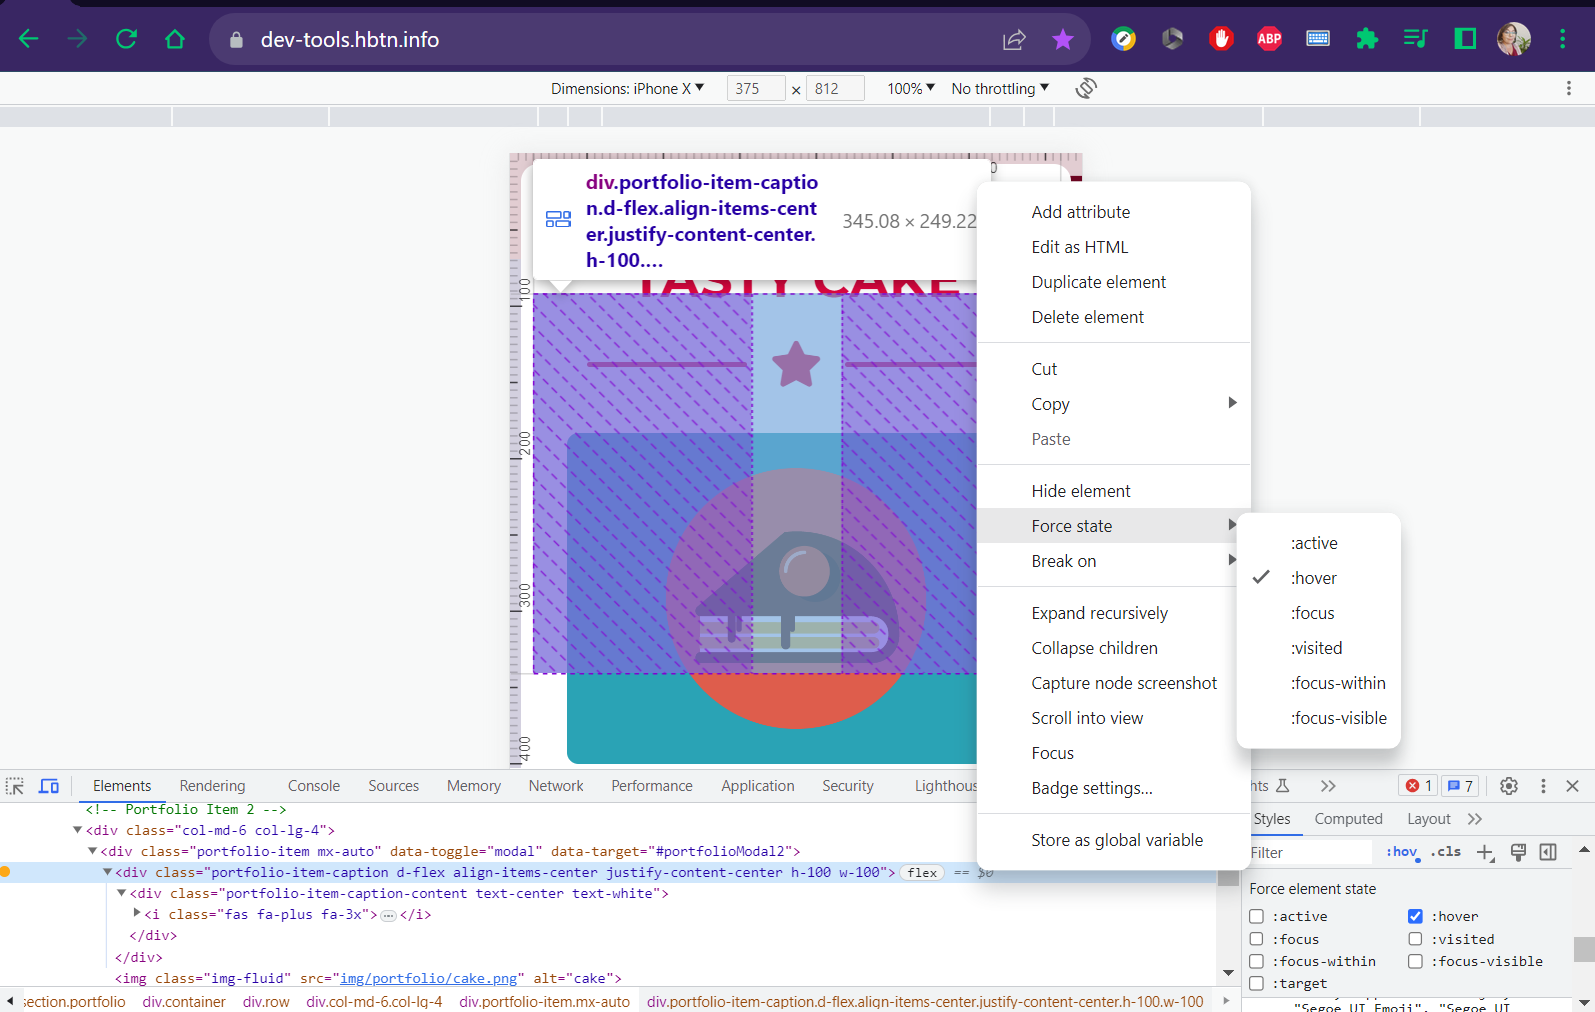 dev-tools.hbtn.info
ABP
Dimensions: iPhone X 375 × 812 100% No throttling
0
div.portfolio-item-captio
n.d-flex.align-items-cent
er.justify-content-center.
h-100....
345.08 × 249.22
TASTY CAKE
100
200
300
400
Add attribute
Edit as HTML
Duplicate element
Delete element
Cut
Copy
Paste
Hide element
Force state
Break on
Expand recursively
Collapse children
Capture node screenshot
Scroll into view
Focus
Badge settings...
Store as global variable
:active
:hover
:focus
:visited
:focus-within
:focus-visible
Elements Rendering Console Sources Memory Network Performance Application Security Lighthous hts 1 7
<!-- Portfolio Item 2 -->
<div class="col-md-6 col-lg-4">
<div class="portfolio-item mx-auto" data-toggle="modal" data-target="#portfolioModal2">
<div class="portfolio-item-caption d-flex align-items-center justify-content-center h-100 w-100"> flex == $0
<div class="portfolio-item-caption-content text-center text-white">
<i class="fas fa-plus fa-3x"> … </i>
</div>
</div>
<img class="img-fluid" src="img/portfolio/cake.png" alt="cake">
section.portfolio div.container div.row div.col-md-6.col-lg-4 div.portfolio-item.mx-auto div.portfolio-item-caption.d-flex.align-items-center.justify-content-center.h-100.w-100
Styles Computed Layout
Filter :hov .cls
Force element state
:active :hover
:focus :visited
:focus-within :focus-visible
:target
"Segoe UI Emoji", "Segoe UI